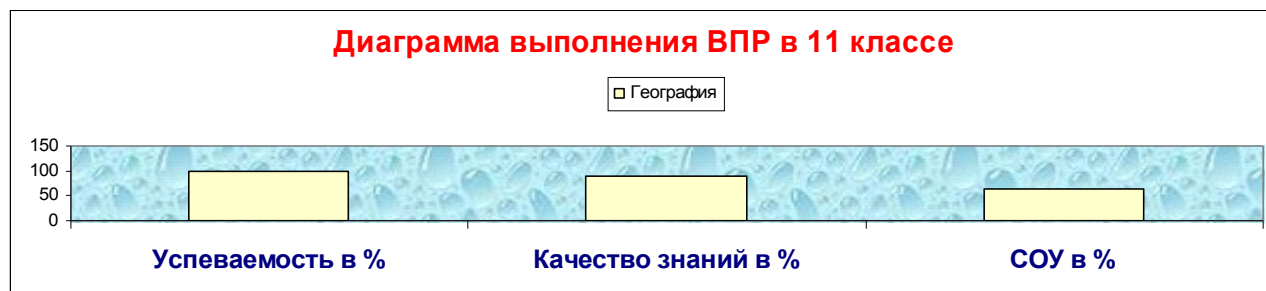 Диаграмма выполнения ВПР в 11 классе
География
150
100
50
0
Успеваемость в %
Качество знаний в %
СОУ в %